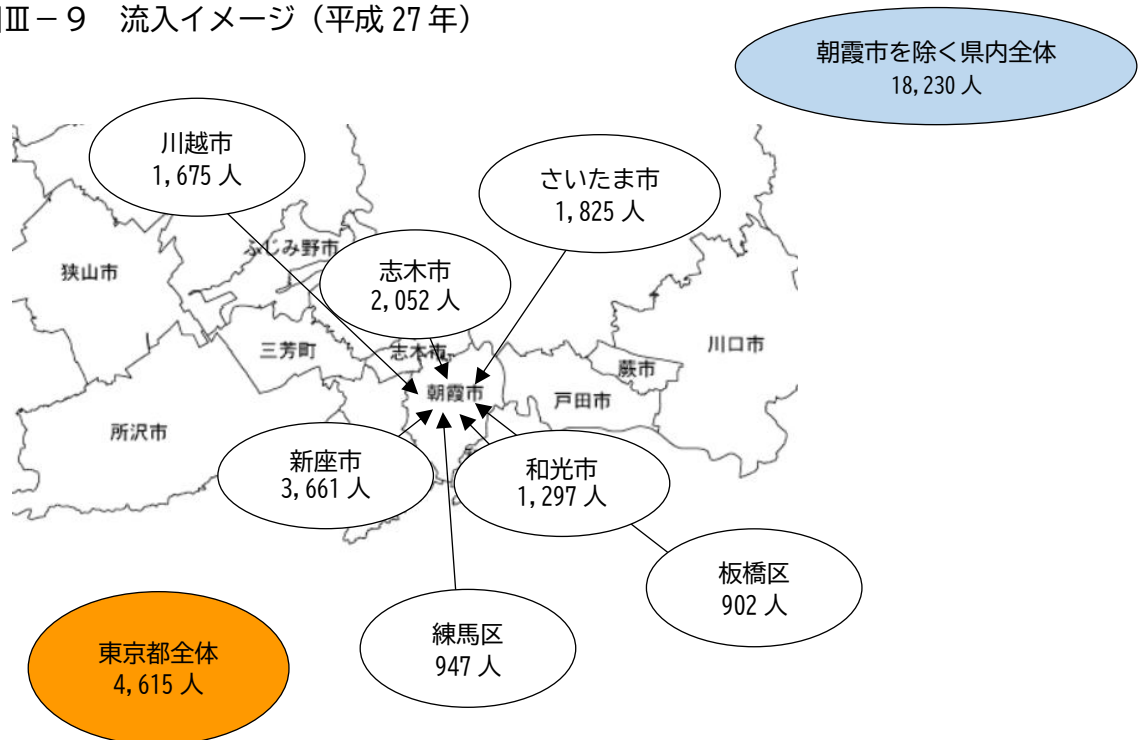 Ⅲ－９　流入イメージ（平成 27 年）
朝霞市を除く県内全体
18,230 人
川越市
1,675 人
さいたま市
1,825 人
ふじみ野市
志木市
2,052 人
狭山市
三芳町
志木市
川口市
蕨市
朝霞市
戸田市
所沢市
新座市
3,661 人
和光市
1,297 人
板橋区
902 人
練馬区
947 人
東京都全体
4,615 人